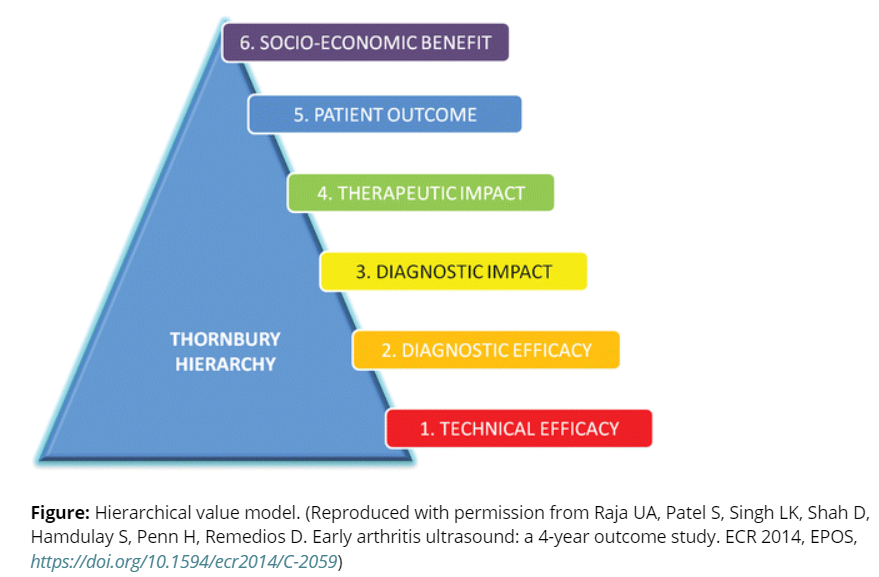 6. SOCIO-ECONOMIC BENEFIT
5. PATIENT OUTCOME
4. THERAPEUTIC IMPACT
3. DIAGNOSTIC IMPACT
THORNBURY
HIERARCHY
2. DIAGNOSTIC EFFICACY
1. TECHNICAL EFFICACY
Figure: Hierarchical value model. (Reproduced with permission from Raja UA, Patel S, Singh LK, Shah D,
Hamdulay S, Penn H, Remedios D. Early arthritis ultrasound: a 4-year outcome study. ECR 2014, EPOS,
https://doi.org/10.1594/ecr2014/C-2059)